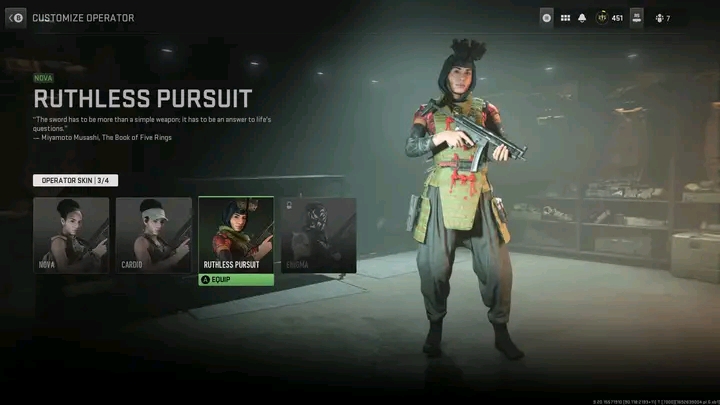 B CUSTOMIZE OPERATOR
451
7
NOVA
RUTHLESS PURSUIT
"The sword has to be more than a simple weapon; it has to be an answer to life's
questions."
— Miyamoto Musashi, The Book of Five Rings
OPERATOR SKIN | 3/4
NOVA
CARDIO
RUTHLESS PURSUIT
ENIGMA
A EQUIP